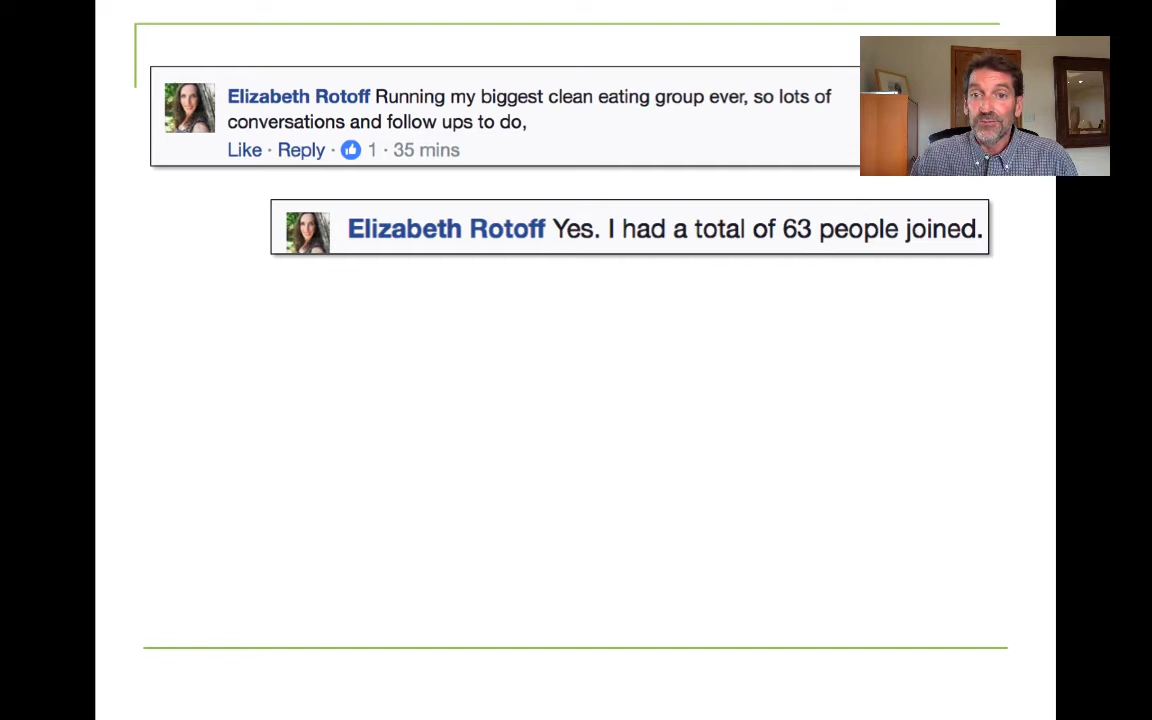 Elizabeth Rotoff Running my biggest clean eating group ever, so lots of
conversations and follow ups to do,
Like · Reply · 1 · 35 mins
Elizabeth Rotoff Yes. I had a total of 63 people joined.